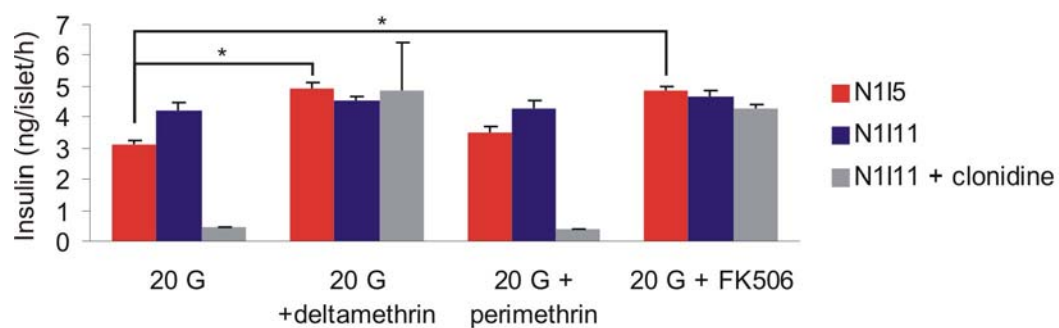 Insulin (ng/islet/h)
7
6
5
4
3
2
1
0
*
*
20 G
20 G
+deltamethrin
20 G +
perimethrin
20 G + FK506
N1I5
N1I11
N1I11 + clonidine